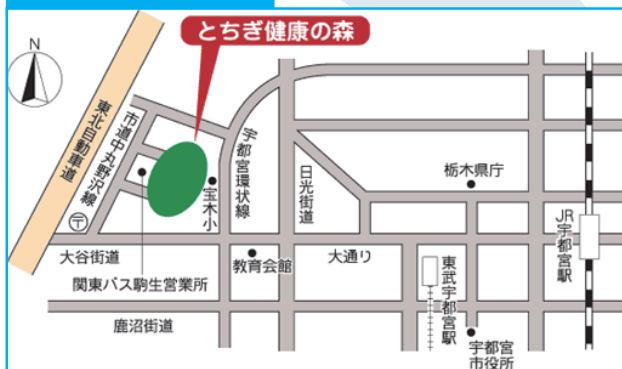 とちぎ健康の森
N
東北自動車道
市道中丸野沢線
〒
宝木小
宇都宮環状線
日光街道
栃木県庁
JR宇都宮駅
大谷街道
教育会館
大通り
関東バス駒生営業所
東武宇都宮駅
鹿沼街道
宇都宮
市役所